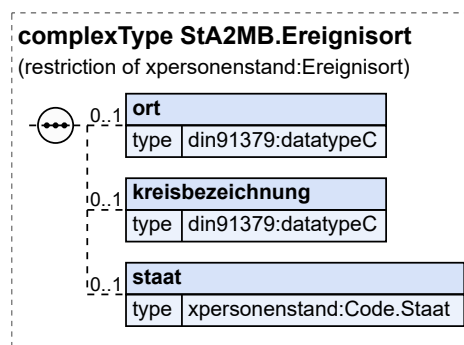 complexType StA2MB.Ereignisort
(restriction of xpersonenstand:Ereignisort)
0..1 ort
type din91379:datatypeC
0..1 kreisbezeichnung
type din91379:datatypeC
0..1 staat
type xpersonenstand:Code.Staat